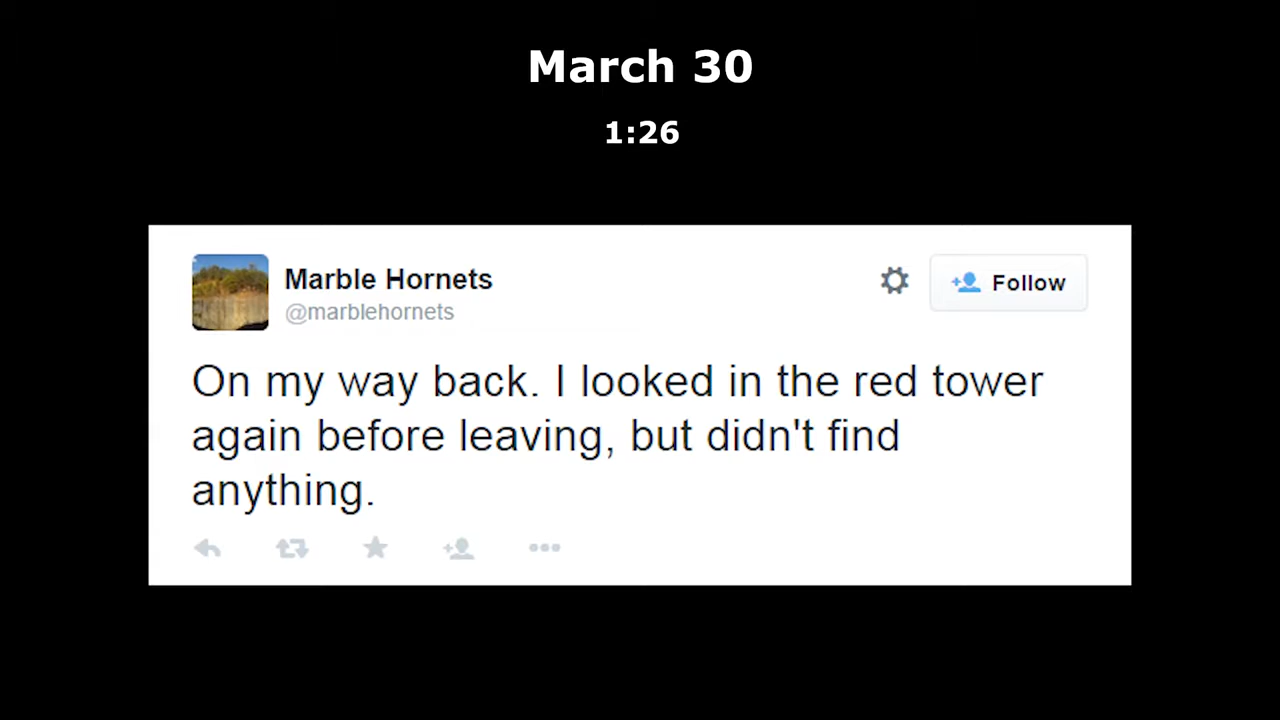 March 30
1:26
Marble Hornets
@marblehornets
Follow
On my way back. I looked in the red tower
again before leaving, but didn't find
anything.